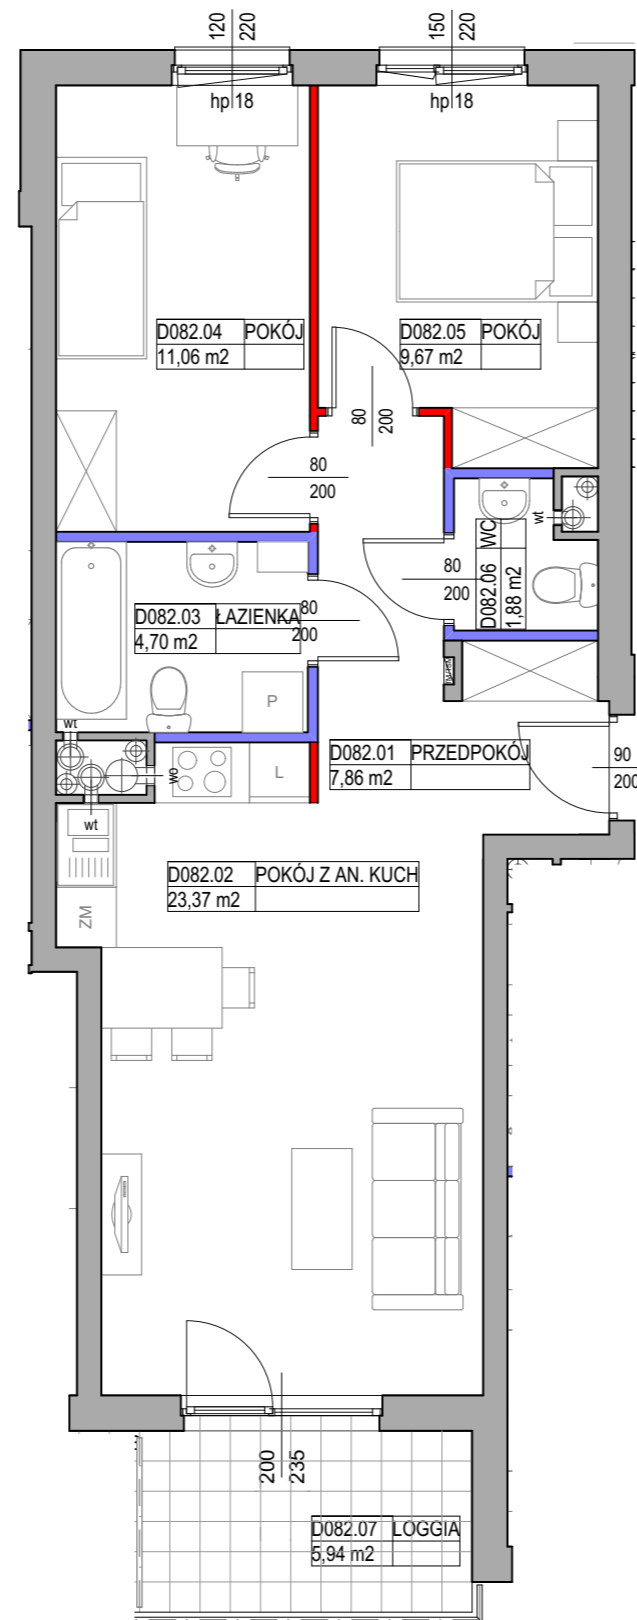 120
220
150
220
hp 18
hp 18
D082.04 POKÓJ
11,06 m2
D082.05 POKÓJ
9,67 m2
80
200
80
200
wt
D082.06 WC
1,88 m2
80
200
D082.03 ŁAZIENKA
4,70 m2
80
200
P
wt
wo
L
wt
D082.01 PRZEDPOKÓJ
7,86 m2
90
200
D082.02 POKÓJ Z AN. KUCH
23,37 m2
ZM
200
235
D082.07 LOGGIA
5,94 m2